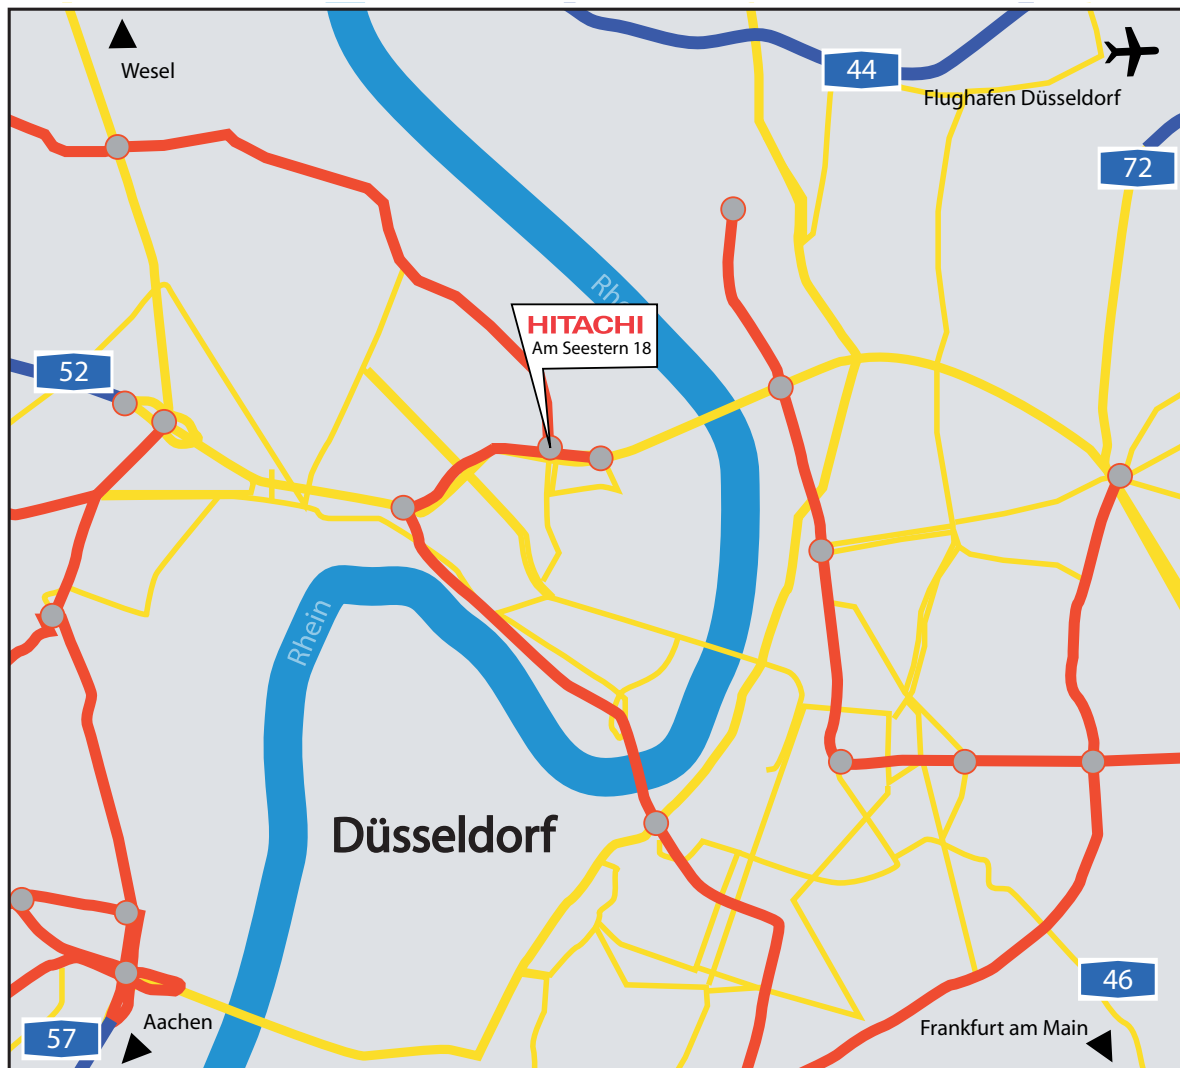 Wesel
44
Flughafen Düsseldorf
72
HITACHI
Am Seestern 18
52
Rhein
Düsseldorf
46
Aachen
Frankfurt am Main
57